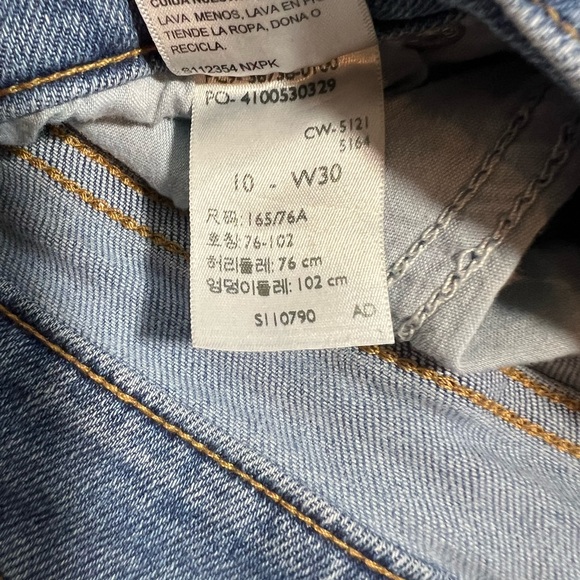 LAVA MENOS, LAVA EN
TIENDE LA ROPA, DONA O
RECICLA.
S112354 NXPK
PO- 4100530329
CW-5121
5164
10 - W30
尺码: 165/76A
호칭: 76-102
허리둘레: 76 cm
엉덩이둘레: 102 cm
S110790 AD